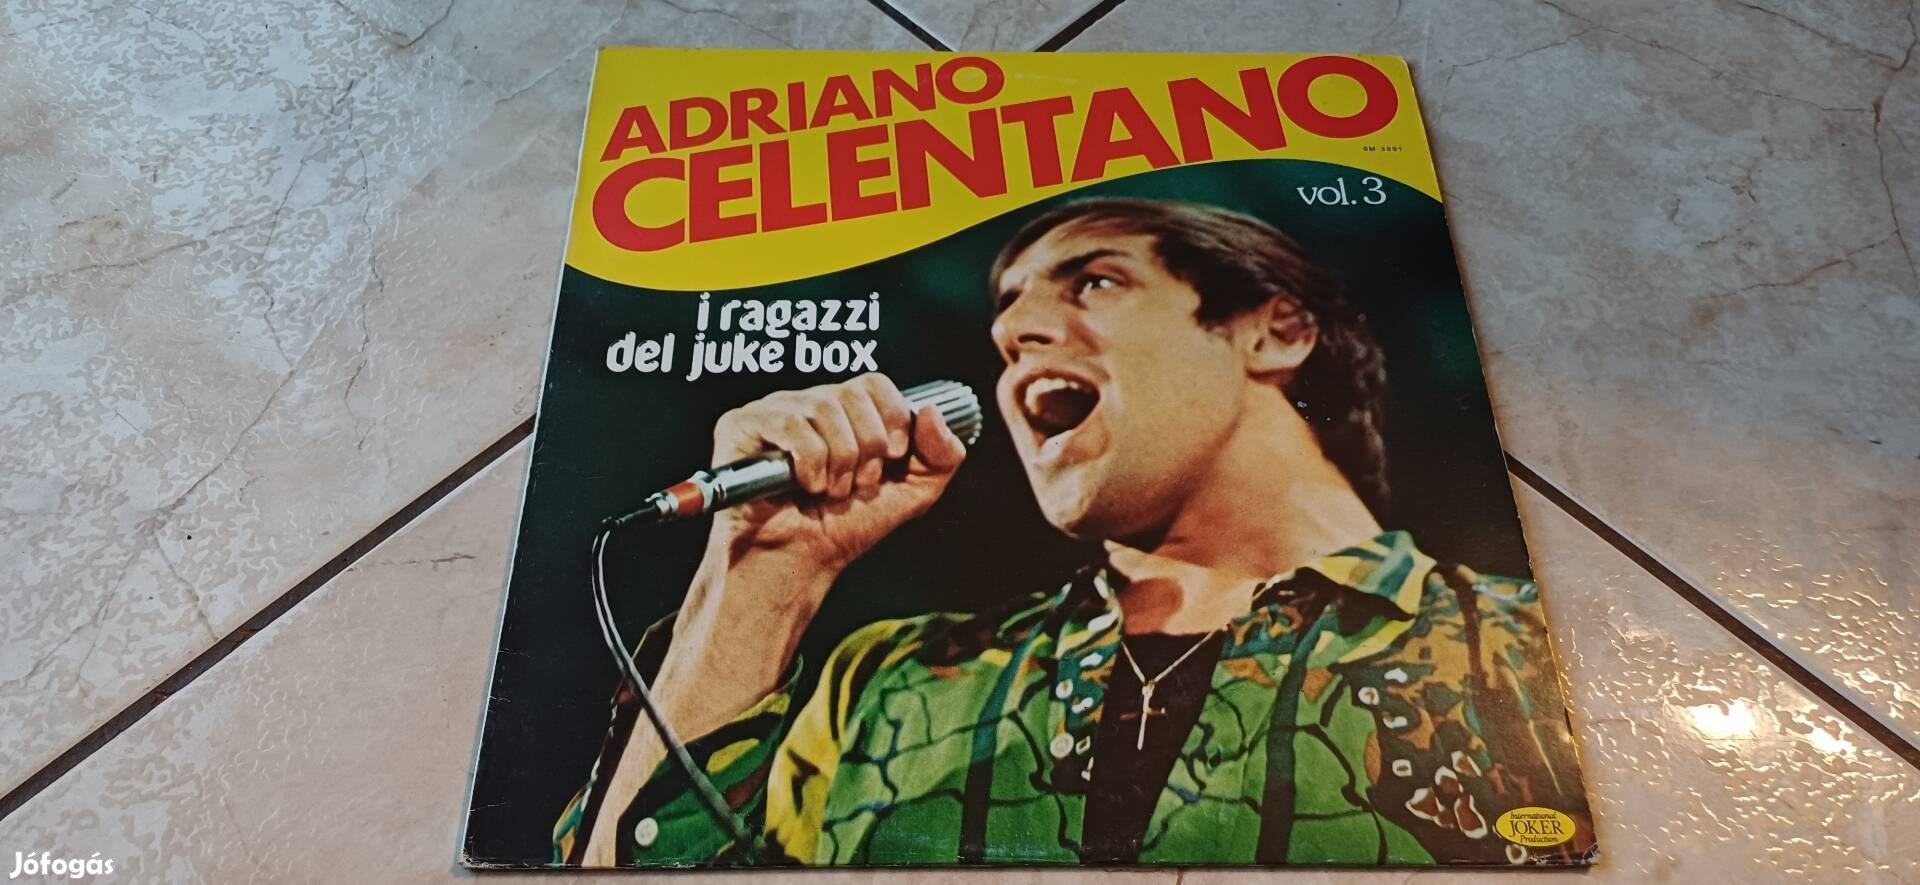 ADRIANO
CELENTANO
SM 3891
vol.3
i ragazzi
del juke box
International
JOKER
Production
Jófogás